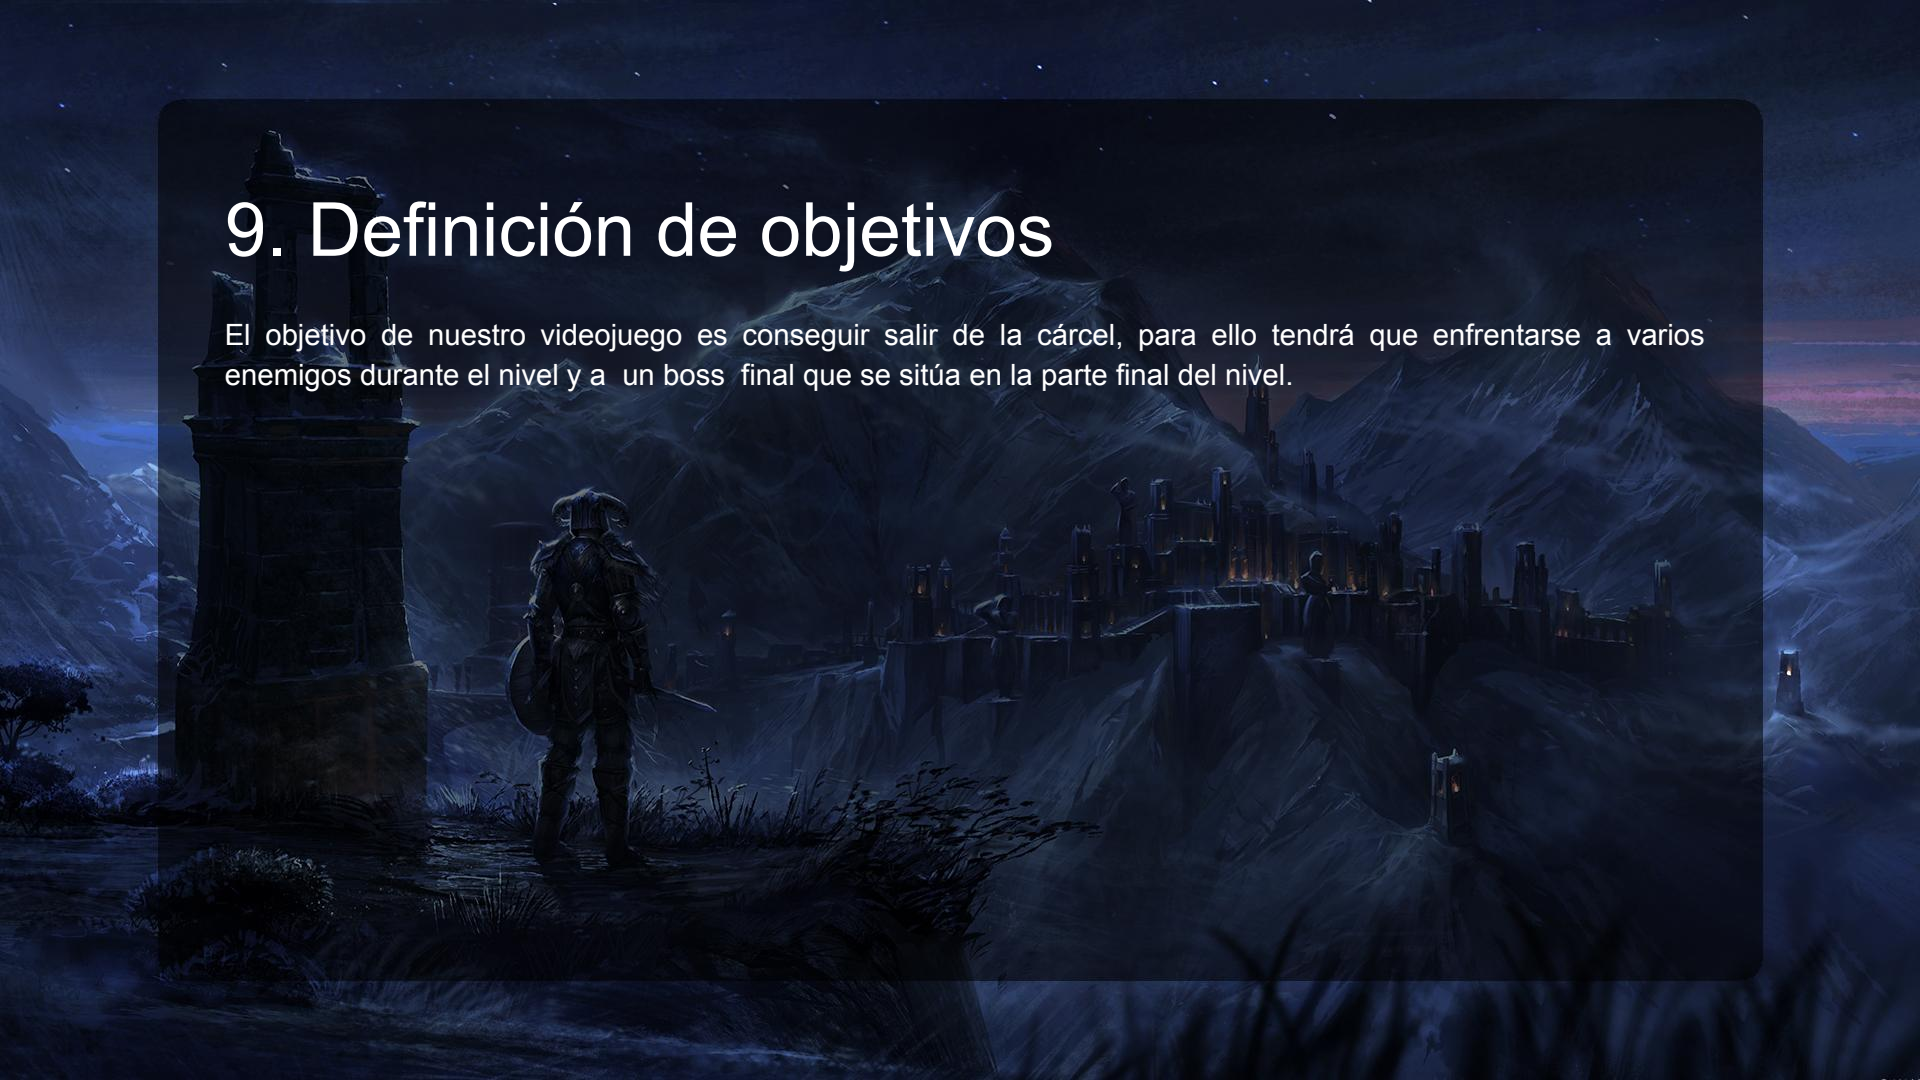 9. Definición de objetivos
El objetivo de nuestro videojuego es conseguir salir de la cárcel, para ello tendrá que enfrentarse a varios
enemigos durante el nivel y a  un boss  final que se sitúa en la parte final del nivel.